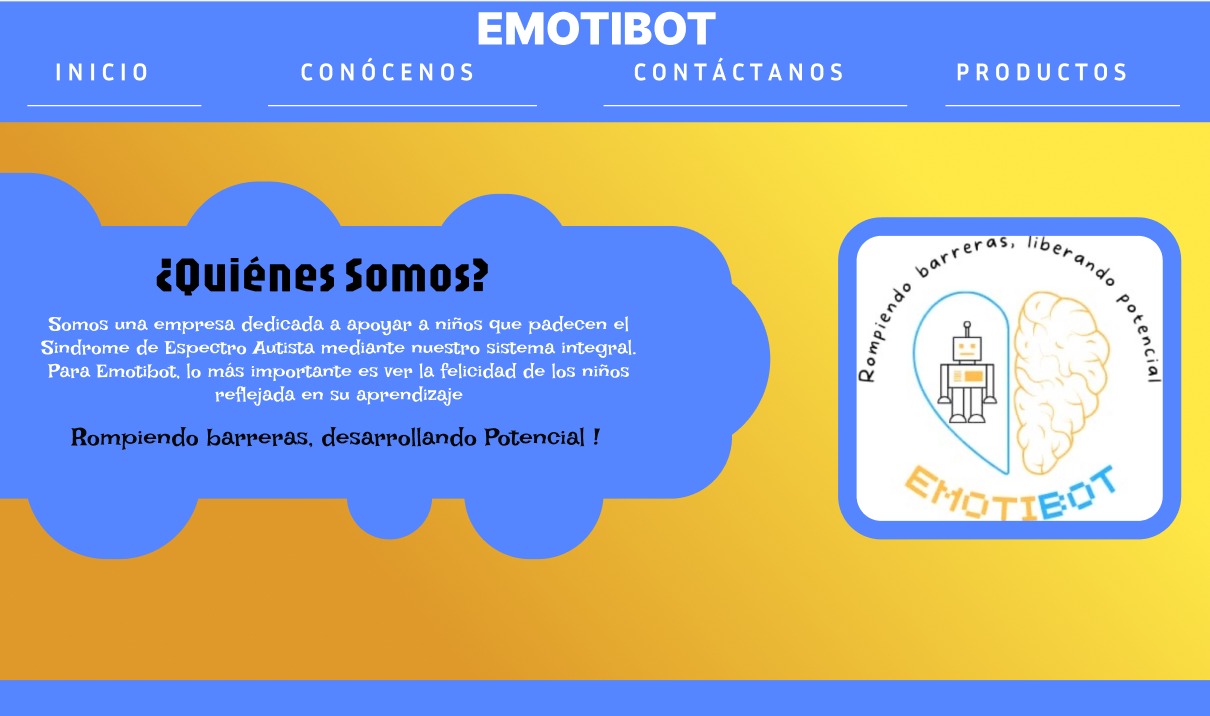 EMOTIBOT
INICIO CONÓCENOS CONTÁCTANOS PRODUCTOS
¿Quiénes Somos?
Somos una empresa dedicada a apoyar a niños que padecen el
Sindrome de Espectro Autista mediante nuestro sistema integral.
Para Emotibot, lo más importante es ver la felicidad de los niños
reflejada en su aprendizaje
Rompiendo barreras, desarrollando Potencial !
Rompiendo barreras, liberando potencial
EMOTIBOT